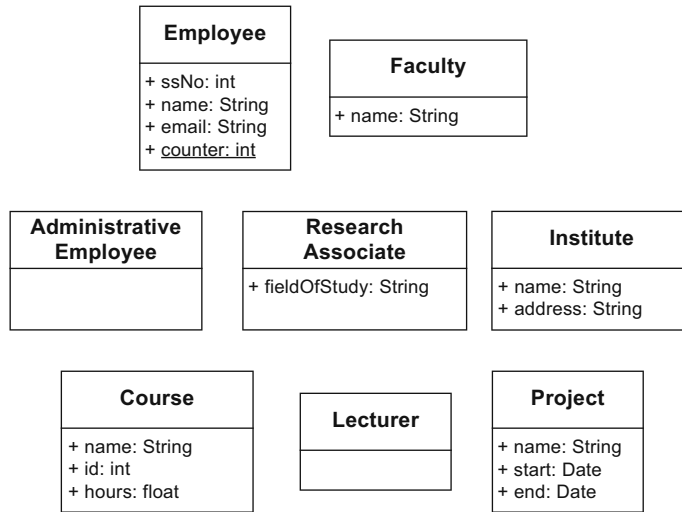 Employee
+ ssNo: int
+ name: String
+ email: String
+ counter: int
Faculty
+ name: String
Administrative
Employee
Research
Associate
+ fieldOfStudy: String
Institute
+ name: String
+ address: String
Course
+ name: String
+ id: int
+ hours: float
Lecturer
Project
+ name: String
+ start: Date
+ end: Date